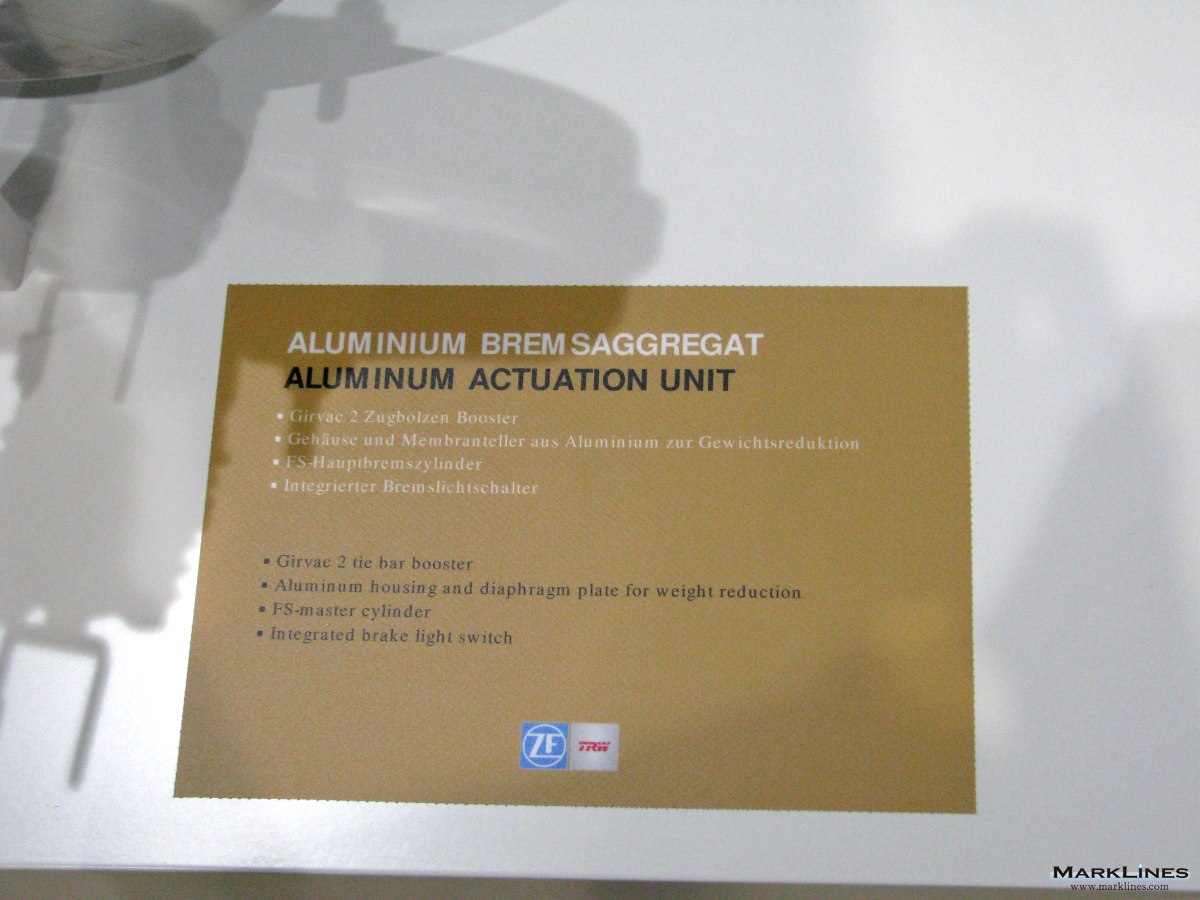 ALUMINIUM BREMSAGGREGAT
ALUMINUM ACTUATION UNIT
▪ Girvac 2 Zugbolzen Booster
▪ Gehäuse und Membranteller aus Aluminium zur Gewichtsreduktion
▪ FS-Hauptbremszylinder
▪ Integrierter Bremslichtschalter
▪ Girvac 2 tie bar booster
▪ Aluminum housing and diaphragm plate for weight reduction
▪ FS-master cylinder
▪ Integrated brake light switch
ZF TRW
MARKLINES
www.marklines.com